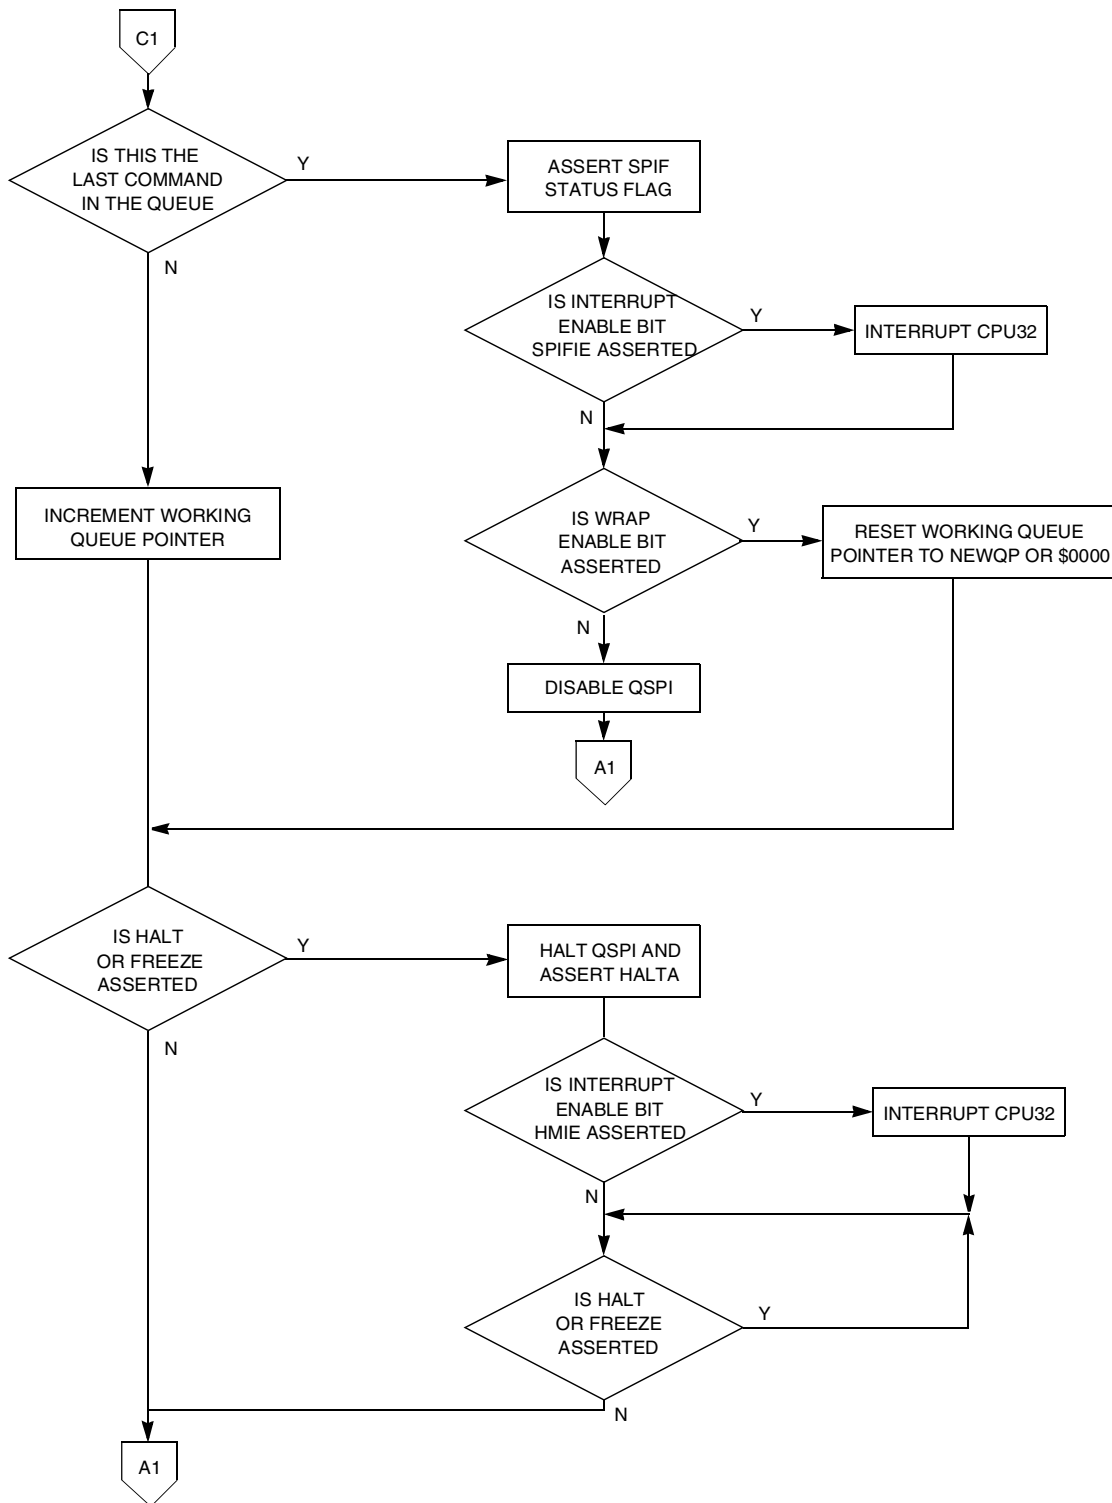 C1
IS THIS THE
LAST COMMAND
IN THE QUEUE
Y
ASSERT SPIF
STATUS FLAG
N
IS INTERRUPT
ENABLE BIT
SPIFIE ASSERTED
Y
INTERRUPT CPU32
N
INCREMENT WORKING
QUEUE POINTER
IS WRAP
ENABLE BIT
ASSERTED
Y
RESET WORKING QUEUE
POINTER TO NEWQP OR $0000
N
DISABLE QSPI
A1
IS HALT
OR FREEZE
ASSERTED
Y
HALT QSPI AND
ASSERT HALTA
N
IS INTERRUPT
ENABLE BIT
HMIE ASSERTED
Y
INTERRUPT CPU32
N
IS HALT
OR FREEZE
ASSERTED
Y
N
A1